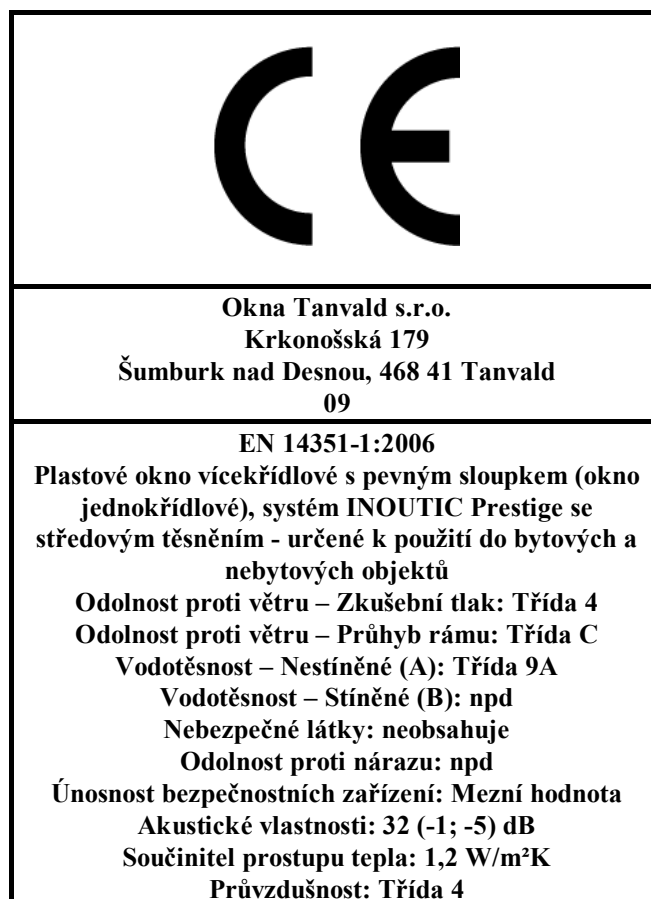 CE
Okna Tanvald s.r.o.
Krkonošská 179
Šumburk nad Desnou, 468 41 Tanvald
09
EN 14351-1:2006
Plastové okno vícekřídlové s pevným sloupkem (okno
jednokřídlové), systém INOUTIC Prestige se
středovým těsněním - určené k použití do bytových a
nebytových objektů
Odolnost proti větru – Zkušební tlak: Třída 4
Odolnost proti větru – Průhyb rámu: Třída C
Vodotěsnost – Nestíněné (A): Třída 9A
Vodotěsnost – Stíněné (B): npd
Nebezpečné látky: neobsahuje
Odolnost proti nárazu: npd
Únosnost bezpečnostních zařízení: Mezní hodnota
Akustické vlastnosti: 32 (-1; -5) dB
Součinitel prostupu tepla: 1,2 W/m²K
Průvzdušnost: Třída 4